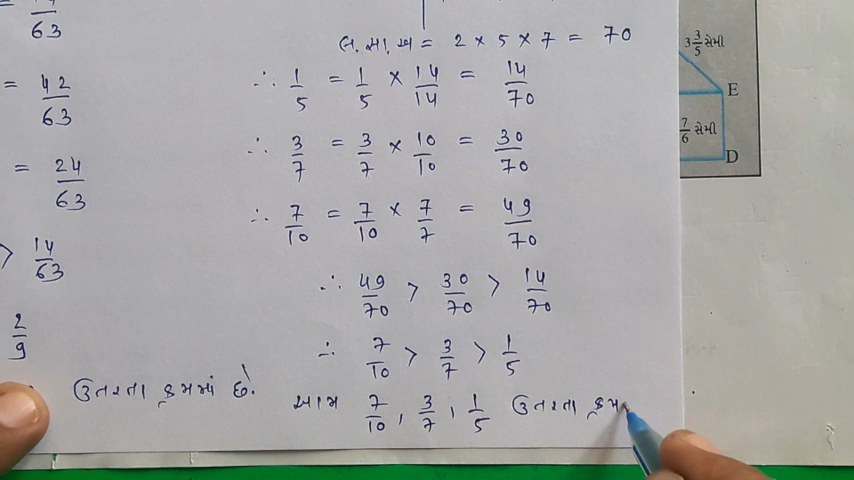 14/63
= 42/63
= 24/63
> 14/63
2/9
ઉતરતા ક્રમમાં છે.
લ.સા.અ = 2 × 5 × 7 = 70
∴ 1/5 = 1/5 × 14/14 = 14/70
∴ 3/7 = 3/7 × 10/10 = 30/70
∴ 7/10 = 7/10 × 7/7 = 49/70
∴ 49/70 > 30/70 > 14/70
∴ 7/10 > 3/7 > 1/5
આમ 7/10, 3/7, 1/5 ઉતરતા ક્રમ
3 3/5 સેમી
E
7/6 સેમી
D